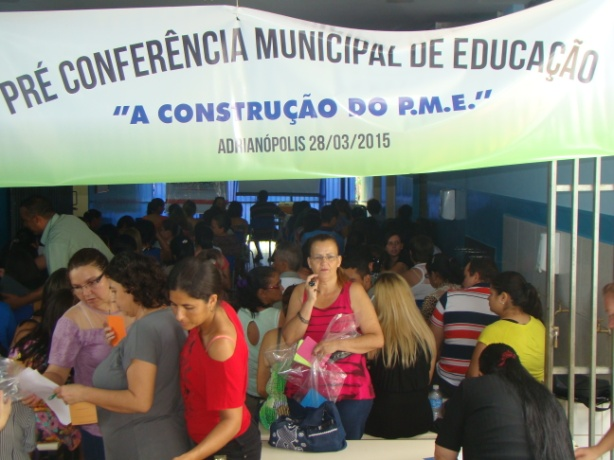 PRÉ CONFERÊNCIA MUNICIPAL DE EDUCAÇÃO
"A CONSTRUÇÃO DO P.M.E."
ADRIANÓPOLIS 28/03/2015